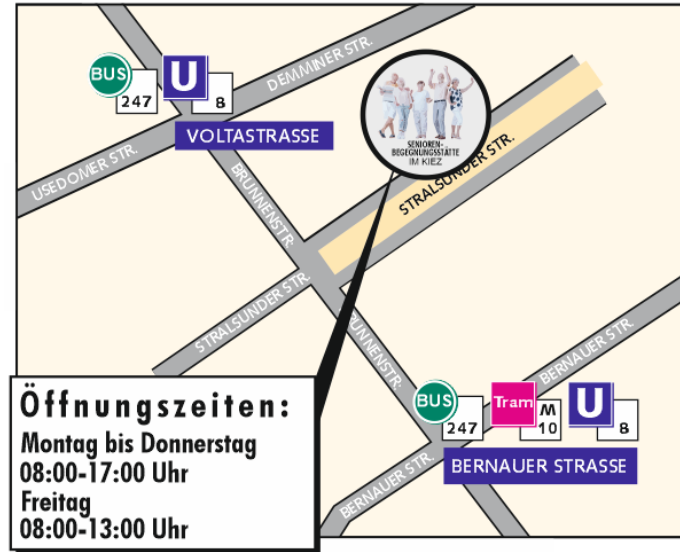 DEMMINER STR.
BUS
247
U
8
VOLTASTRASSE
USEDOMER STR.
BRUNNENSTR.
SENIOREN-
BEGEGNUNGSSTÄTTE
IM KIEZ
STRALSUNDER STR.
STRALSUNDER STR.
BRUNNENSTR.
BERNAUER STR.
BUS
247
Tram
M
10
U
8
BERNAUER STRASSE
BERNAUER STR.
Öffnungszeiten:
Montag bis Donnerstag
08:00-17:00 Uhr
Freitag
08:00-13:00 Uhr